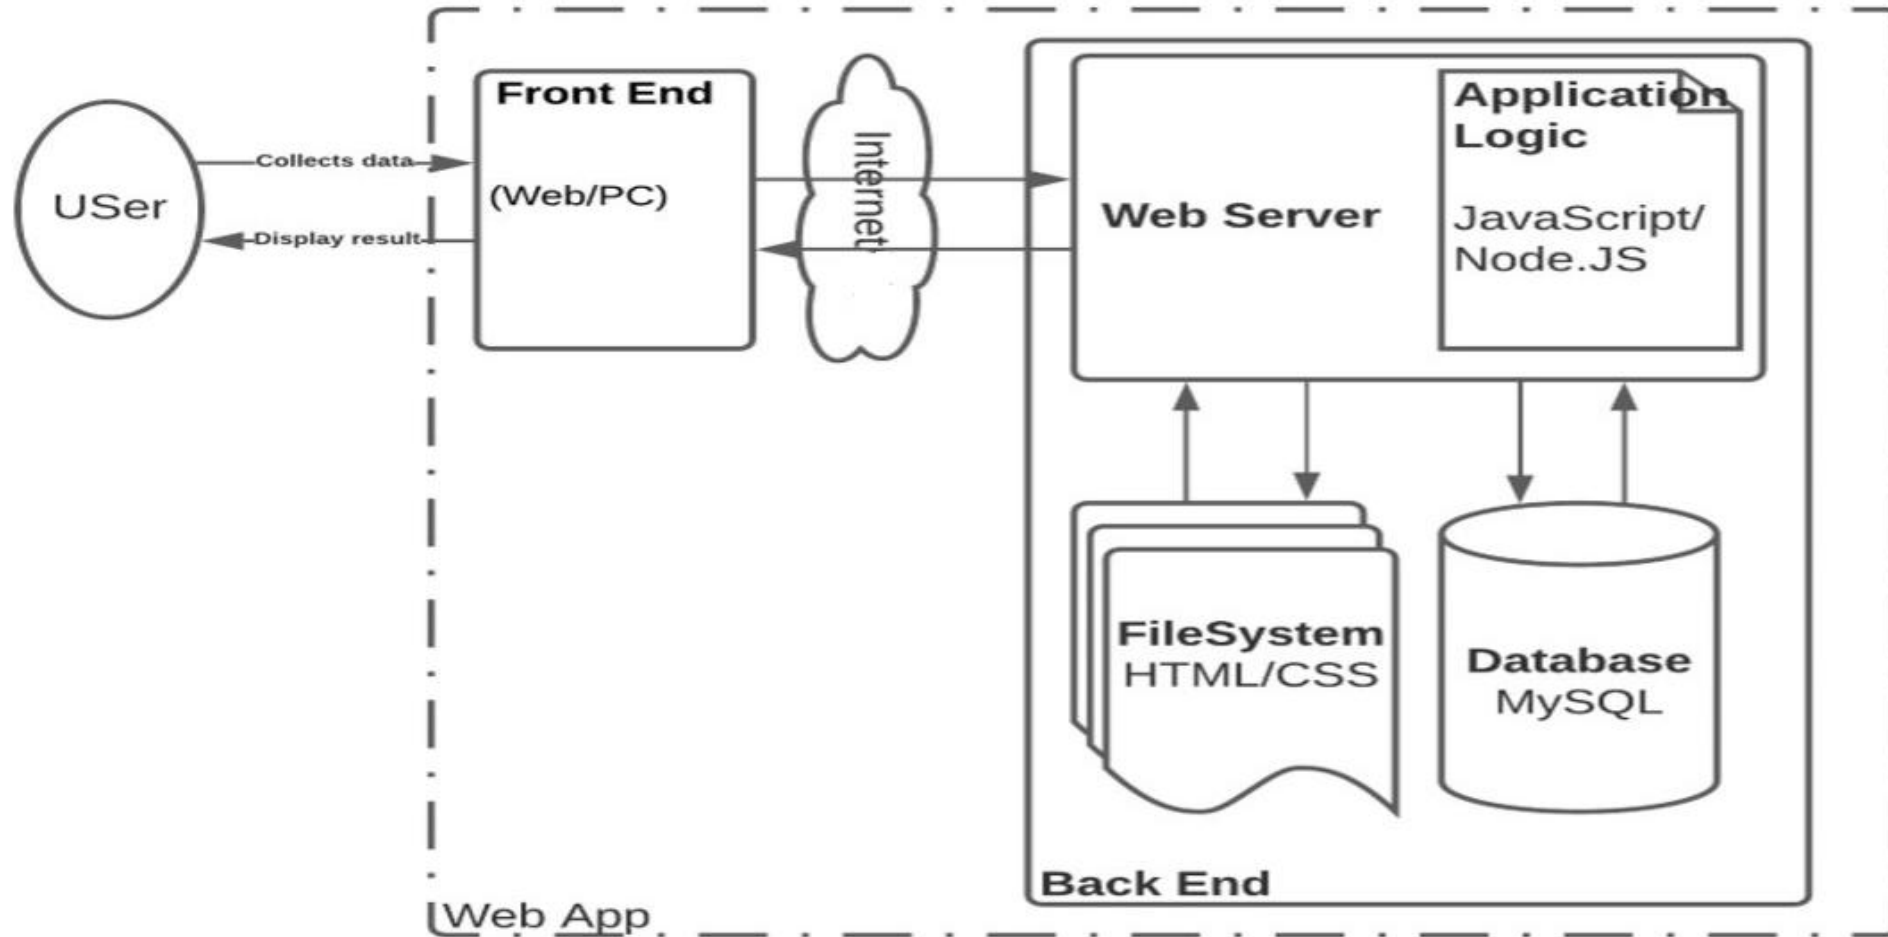 USer
Collects data
Display result
Front End
(Web/PC)
Internet
Web Server
Application
Logic
JavaScript/
Node.JS
FileSystem
HTML/CSS
Database
MySQL
Back End
Web App